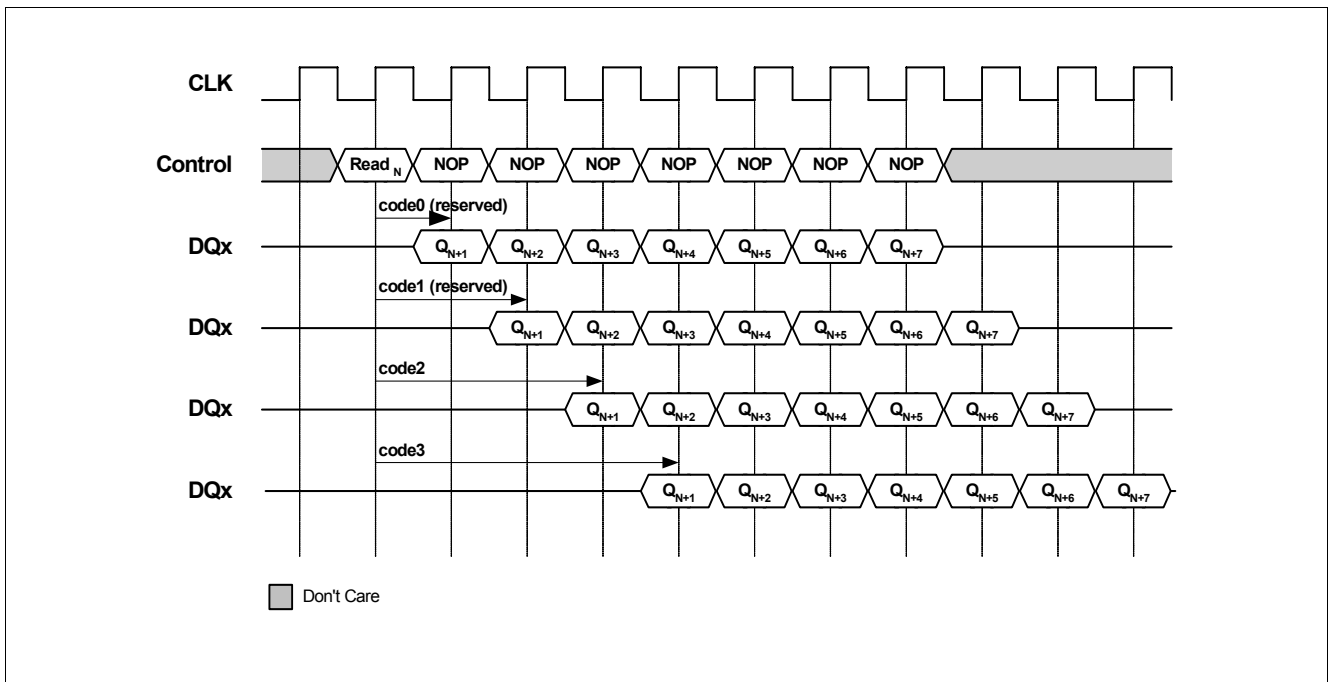 CLK
Control Read N NOP NOP NOP NOP NOP NOP NOP
code0 (reserved)
DQx QN+1 QN+2 QN+3 QN+4 QN+5 QN+6 QN+7
code1 (reserved)
DQx QN+1 QN+2 QN+3 QN+4 QN+5 QN+6 QN+7
code2
DQx QN+1 QN+2 QN+3 QN+4 QN+5 QN+6 QN+7
code3
DQx QN+1 QN+2 QN+3 QN+4 QN+5 QN+6 QN+7
Don't Care